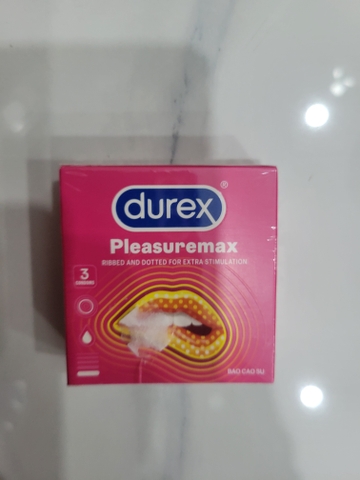 durex®
Pleasuremax
RIBBED AND DOTTED FOR EXTRA STIMULATION
3
BAO CAO SU